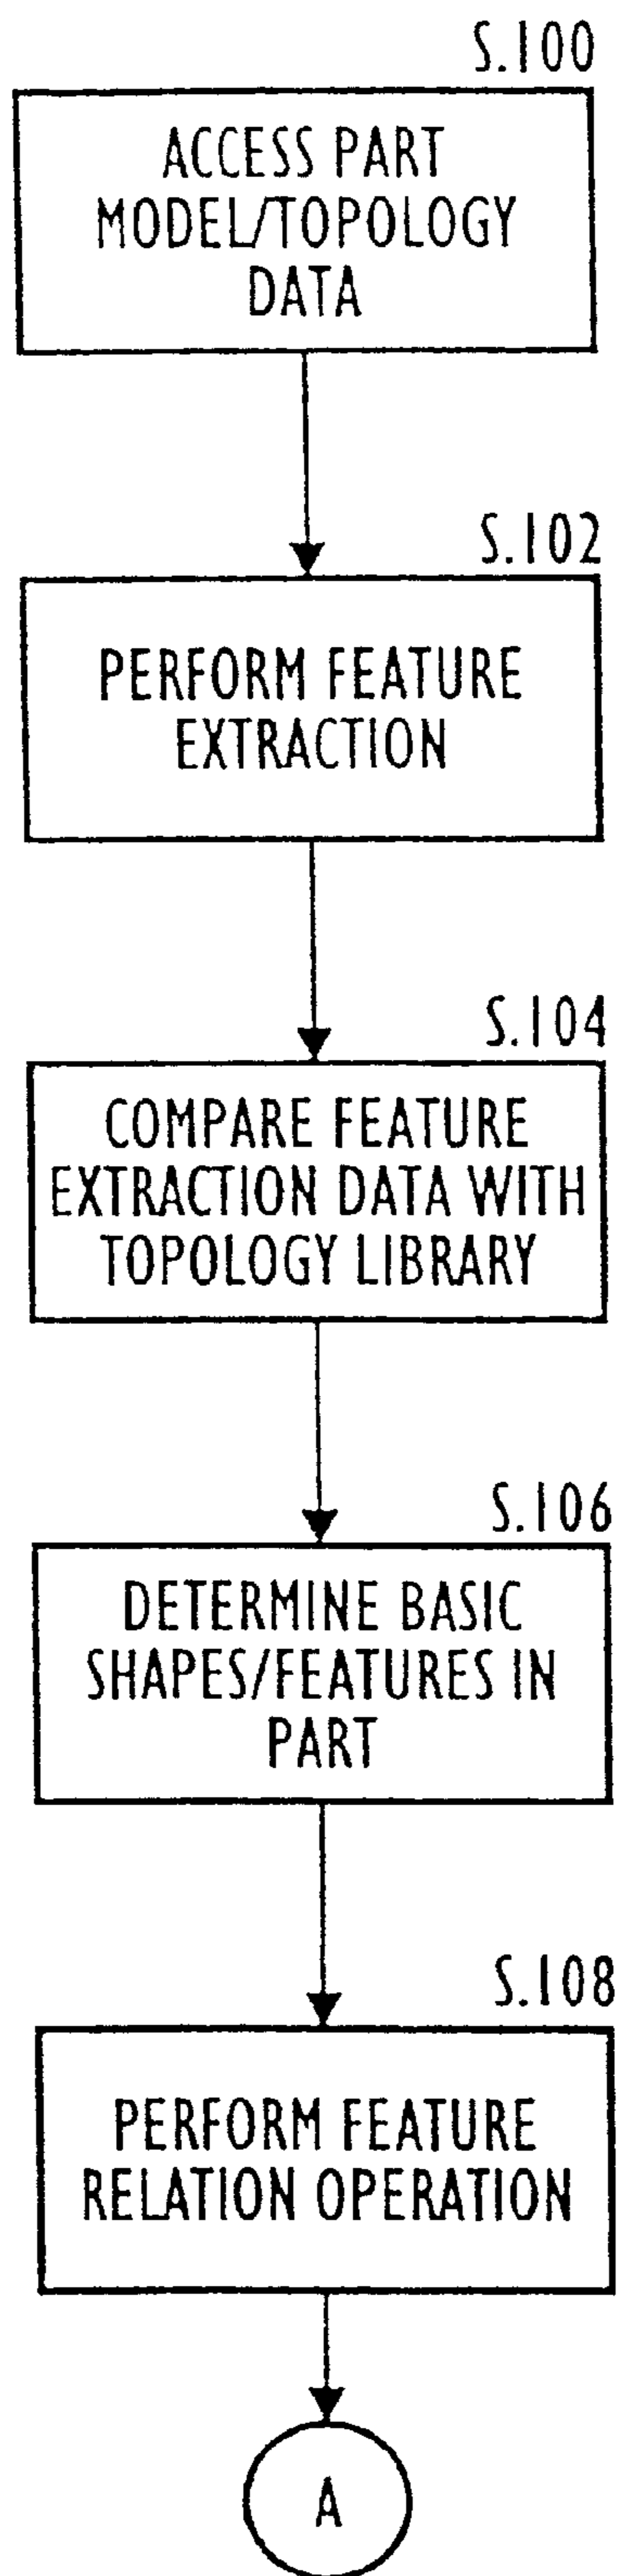 S.100
ACCESS PART
MODEL/TOPOLOGY
DATA
S.102
PERFORM FEATURE
EXTRACTION
S.104
COMPARE FEATURE
EXTRACTION DATA WITH
TOPOLOGY LIBRARY
S.106
DETERMINE BASIC
SHAPES/FEATURES IN
PART
S.108
PERFORM FEATURE
RELATION OPERATION
A